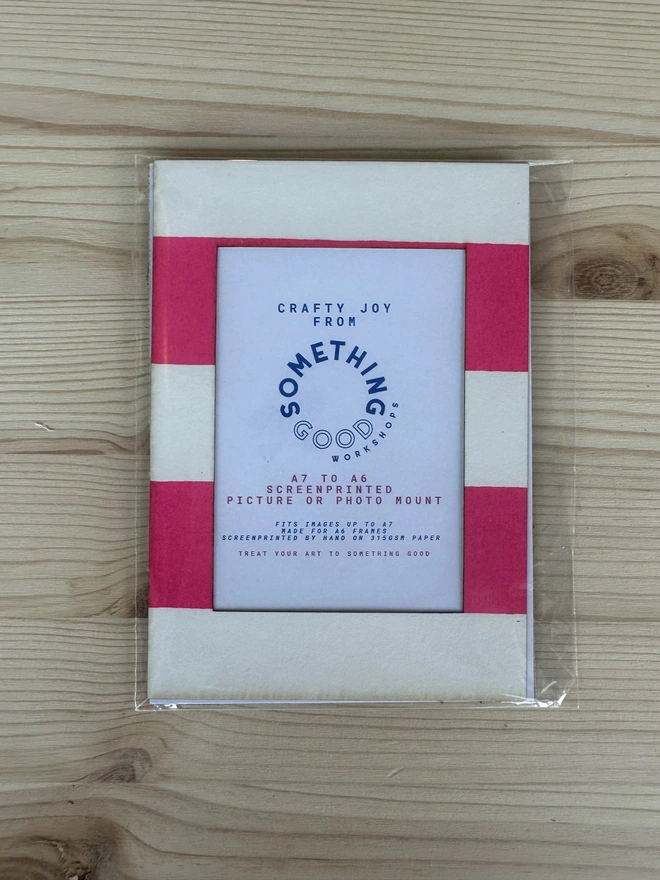 CRAFTY JOY
FROM
SOMETHING
GOOD
WORKSHOPS
A7 TO A6
SCREENPRINTED
PICTURE OR PHOTO MOUNT
FITS IMAGES UP TO A7
MADE FOR A6 FRAMES
SCREENPRINTED BY HAND ON 315GSM PAPER
TREAT YOUR ART TO SOMETHING GOOD